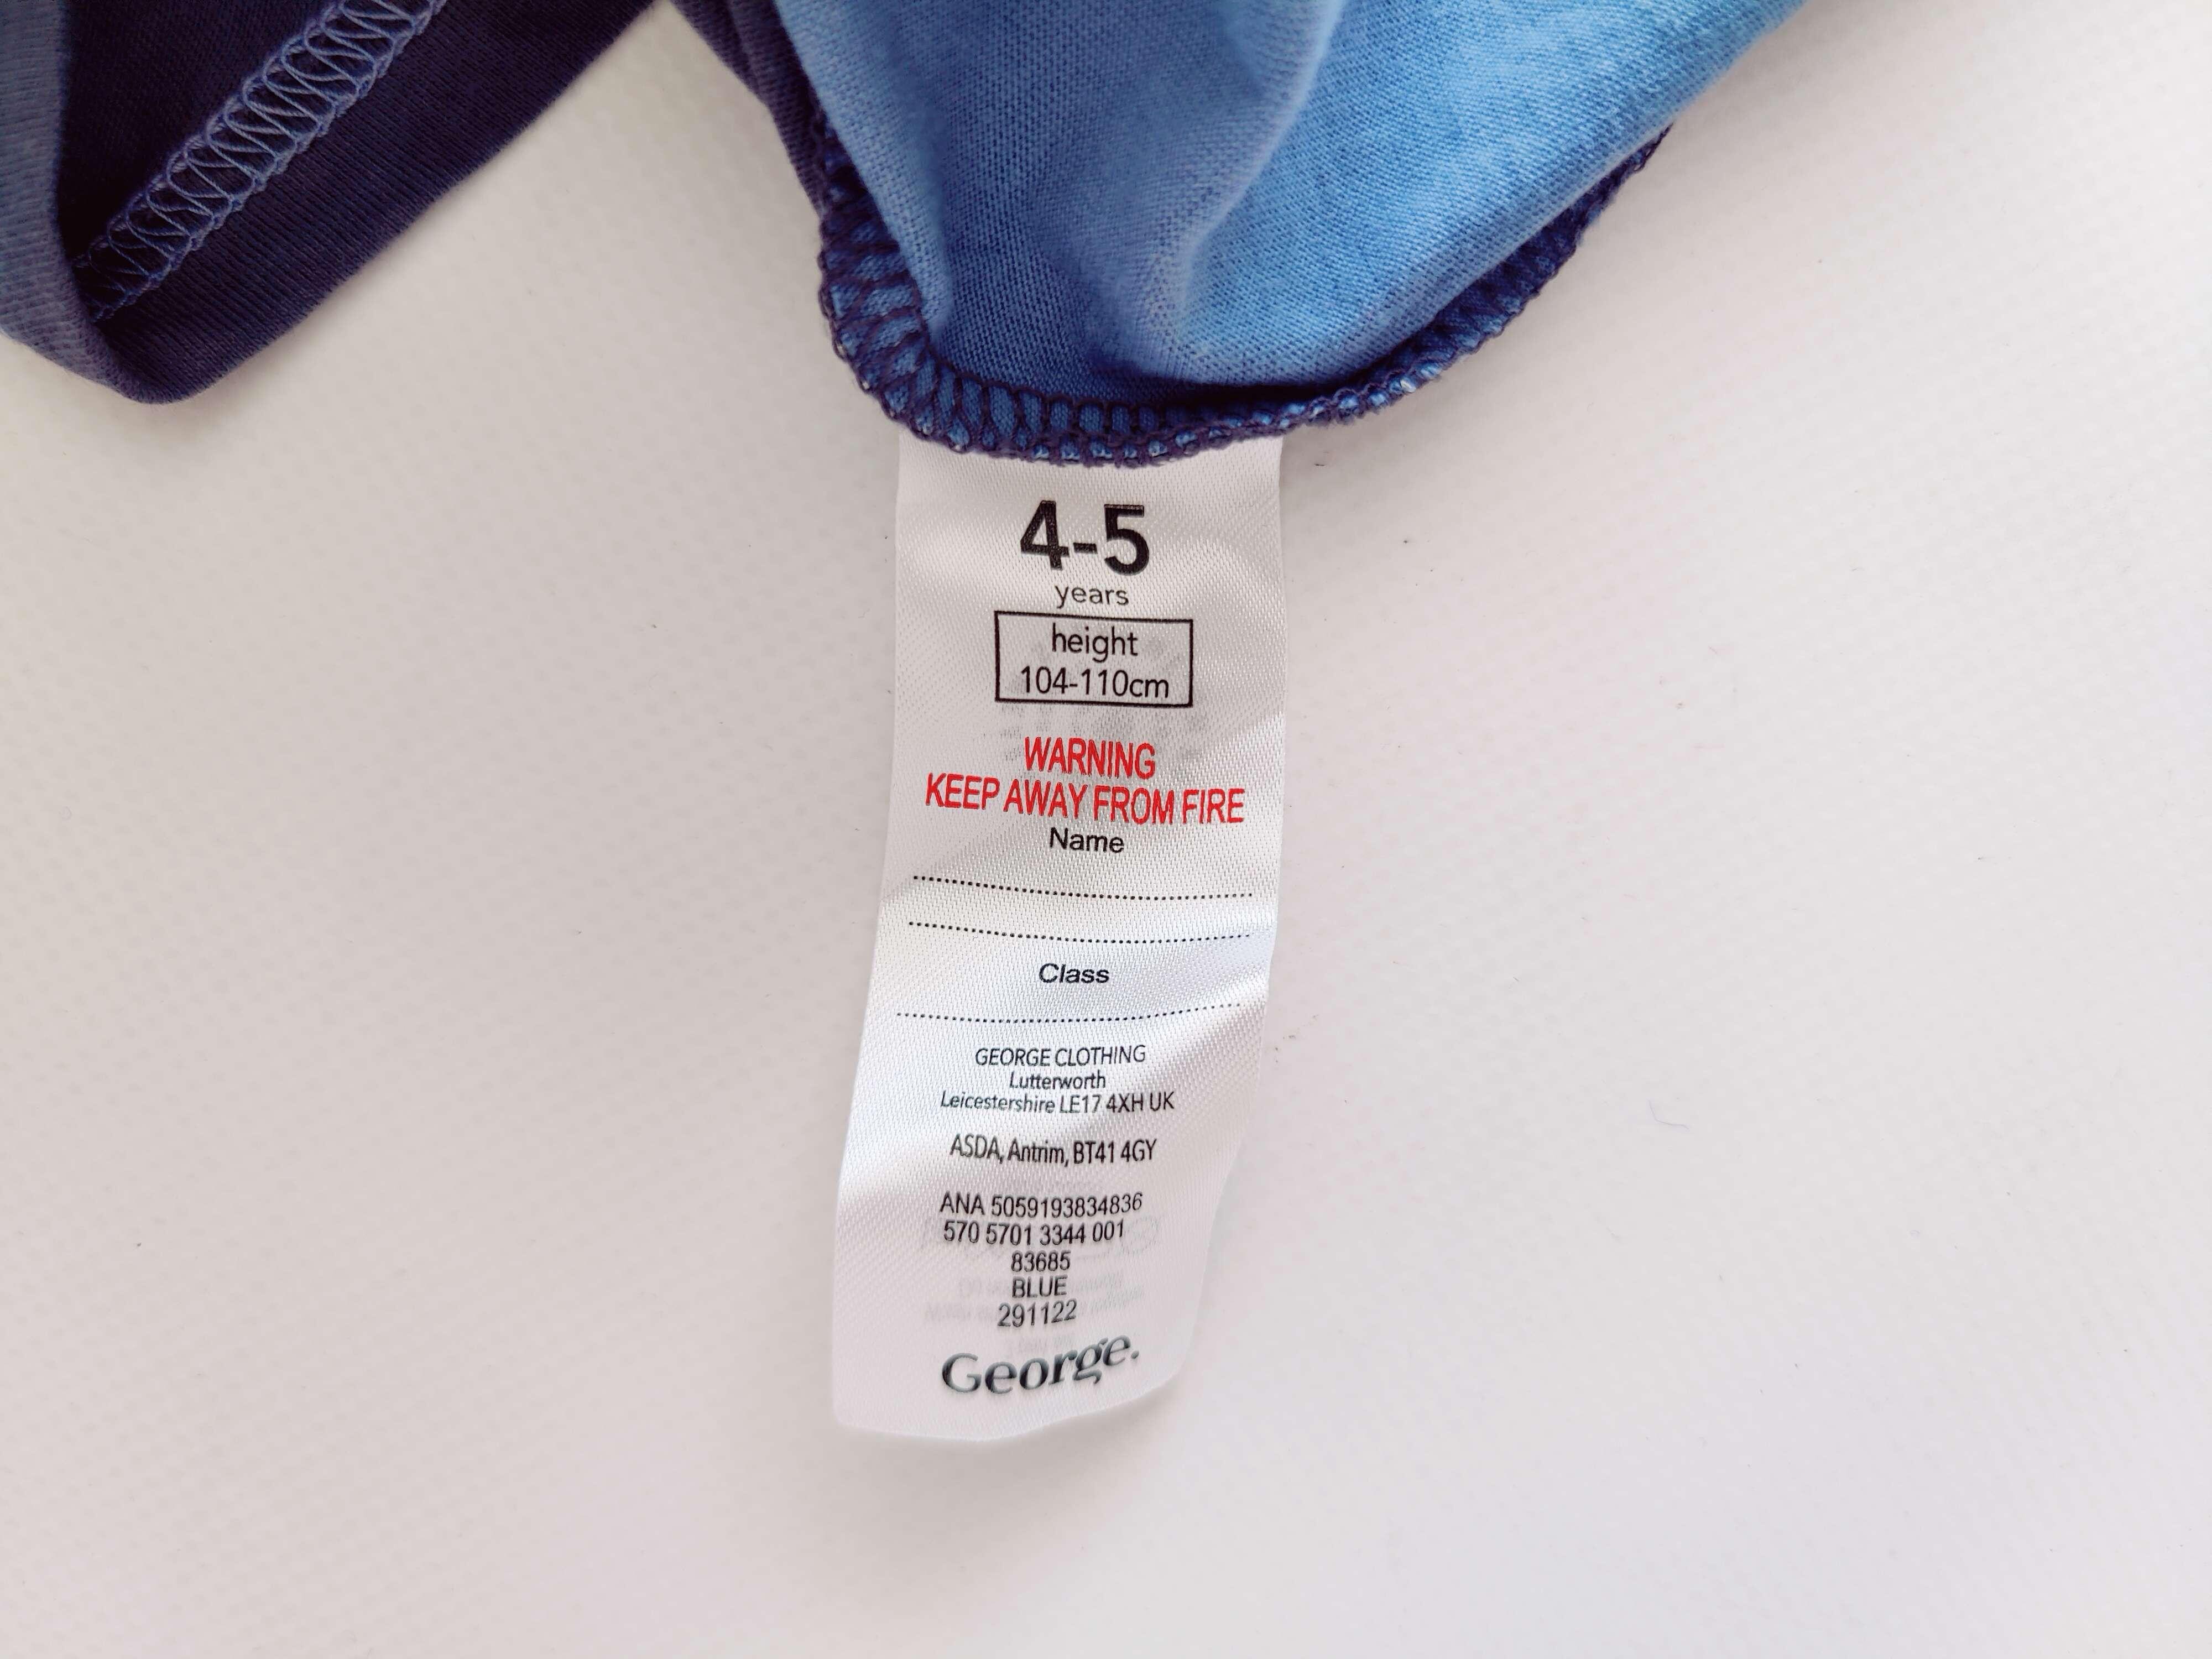 4-5
years
height
104-110cm
WARNING
KEEP AWAY FROM FIRE
Name
Class
GEORGE CLOTHING
Lutterworth
Leicestershire LE17 4XH UK
ASDA, Antrim, BT41 4GY
ANA 5059193834836
570 5701 3344 001
83685
BLUE
291122
George.